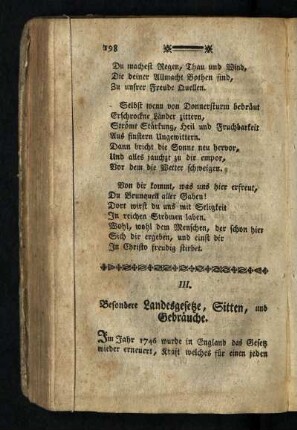 198
Du machest Regen, Thau und Wind,
Die deiner Allmacht Bothen sind,
Zu unsrer Freude Quellen.
Selbst wenn von Donnersturm bedräut
Erschrockne Länder zittern,
Ströme Stärkung, Heil und Fruchbarkeit
Aus finstern Ungewittern.
Dann bricht die Sonne neu hervor,
Und alles jauchzt zu dir empor,
Vor dem die Wetter schweigen.
Von dir kommt, was uns hier erfreut,
Du Brunquell aller Gaben!
Dort wirst du uns mit Seligkeit
In reichen Ströhmen laben.
Wohl, wohl dem Menschen, der schon hier
Sich dir ergeben, und einst dir
In Christo freudig stirbet.
III.
Besondere Landesgesetze, Sitten, und
Gebräuche.
Im Jahr 1746 wurde in England das Gesetz
wieder erneuert, Kraft welches für einen jeden